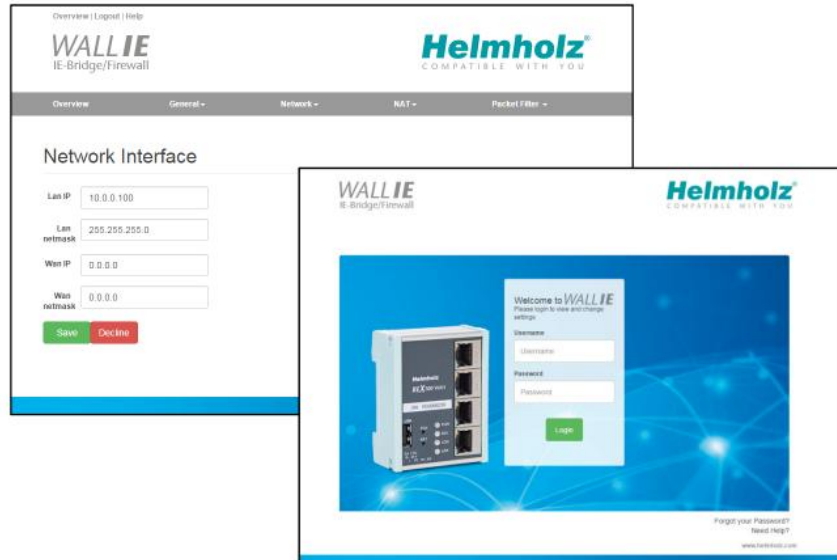 Overview | Logout | Help
WALL IE
IE-Bridge/Firewall
Helmholz
COMPATIBLE WITH YOU
Overview General Network NAT Packet Filter
Network Interface
Lan IP 10.0.0.100
Lan netmask 255.255.255.0
Wan IP 0.0.0.0
Wan netmask 0.0.0.0
Save Decline
WALL IE
IE-Bridge/Firewall
Helmholz
COMPATIBLE WITH YOU
Welcome to WALL IE
Please login to view and change
settings
Username
Username
Password
Password
Login
Helmholz
Forgot your Password?
Need Help?
www.helmholz.com